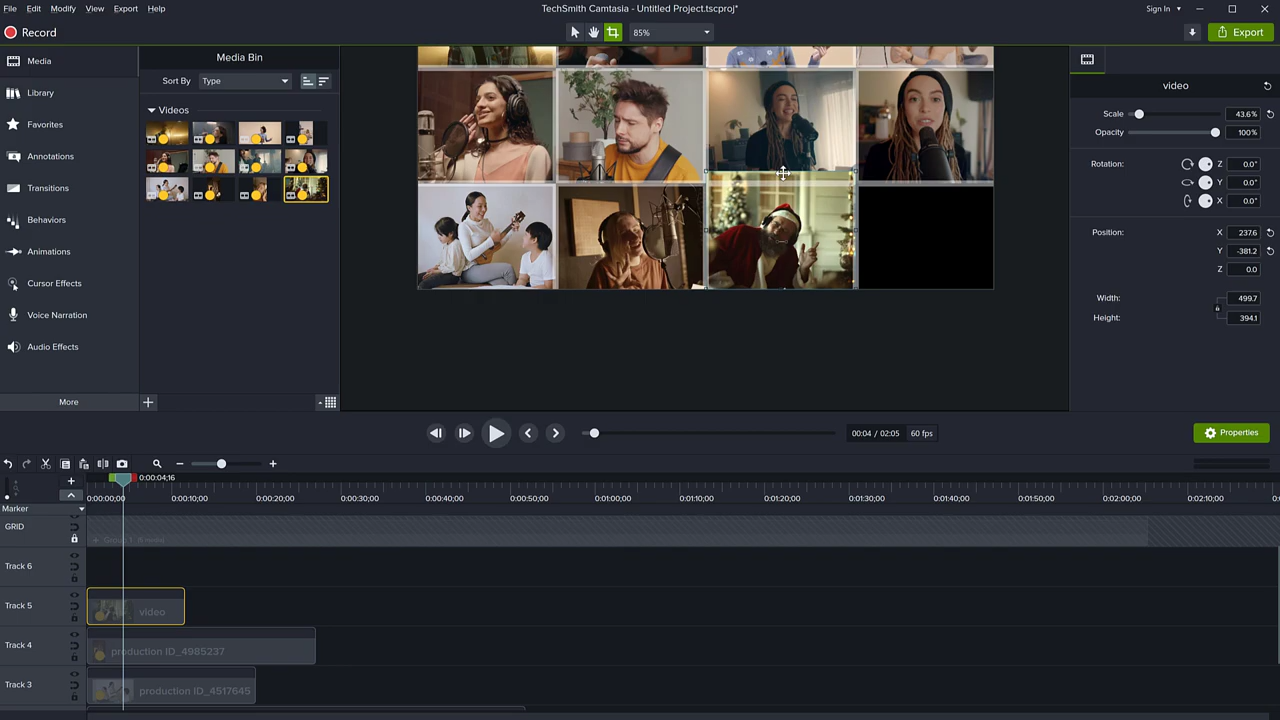 File Edit Modify View Export Help
TechSmith Camtasia - Untitled Project.tscproj*
Sign In
Record
85%
Export
Media
Library
Favorites
Annotations
Transitions
Behaviors
Animations
Cursor Effects
Voice Narration
Audio Effects
More
Media Bin
Sort By Type
Videos
video
Scale 43.6%
Opacity 100%
Rotation: Z 0.0°
Y 0.0°
X 0.0°
Position: X 237.6
Y -381.2
Z 0.0
Width: 499.7
Height: 394.1
00:04 / 02:05 60 fps
Properties
0:00:04;16
0:00:00;00 0:00:10;00 0:00:20;00 0:00:30;00 0:00:40;00 0:00:50;00 0:01:00;00 0:01:10;00 0:01:20;00 0:01:30;00 0:01:40;00 0:01:50;00 0:02:00;00 0:02:10;00
Marker
GRID
Group 1
Track 6
Track 5
video
Track 4
production ID_4985237
Track 3
production ID_4517645